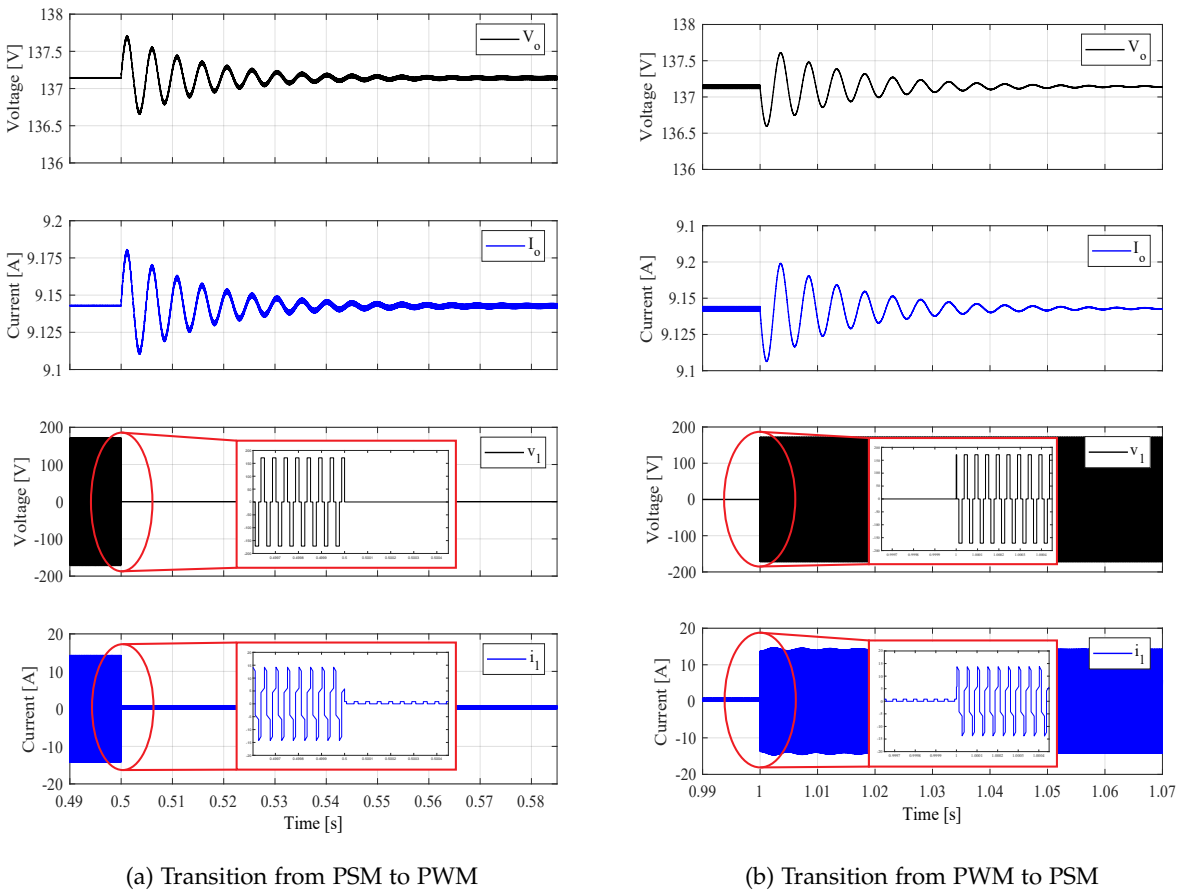 138
137.5
137
136.5
136
Voltage [V]
V_o
9.2
9.175
9.15
9.125
9.1
Current [A]
I_o
200
100
0
-100
-200
Voltage [V]
v_1
20
10
0
-10
-20
Current [A]
i_1
0.49 0.5 0.51 0.52 0.53 0.54 0.55 0.56 0.57 0.58
Time [s]
(a) Transition from PSM to PWM
138
137.5
137
136.5
136
Voltage [V]
V_o
9.1
9.2
9.15
9.125
9.1
Current [A]
I_o
200
100
0
-100
-200
Voltage [V]
v_1
20
10
0
-10
-20
Current [A]
i_1
0.99 1 1.01 1.02 1.03 1.04 1.05 1.06 1.07
Time [s]
(b) Transition from PWM to PSM